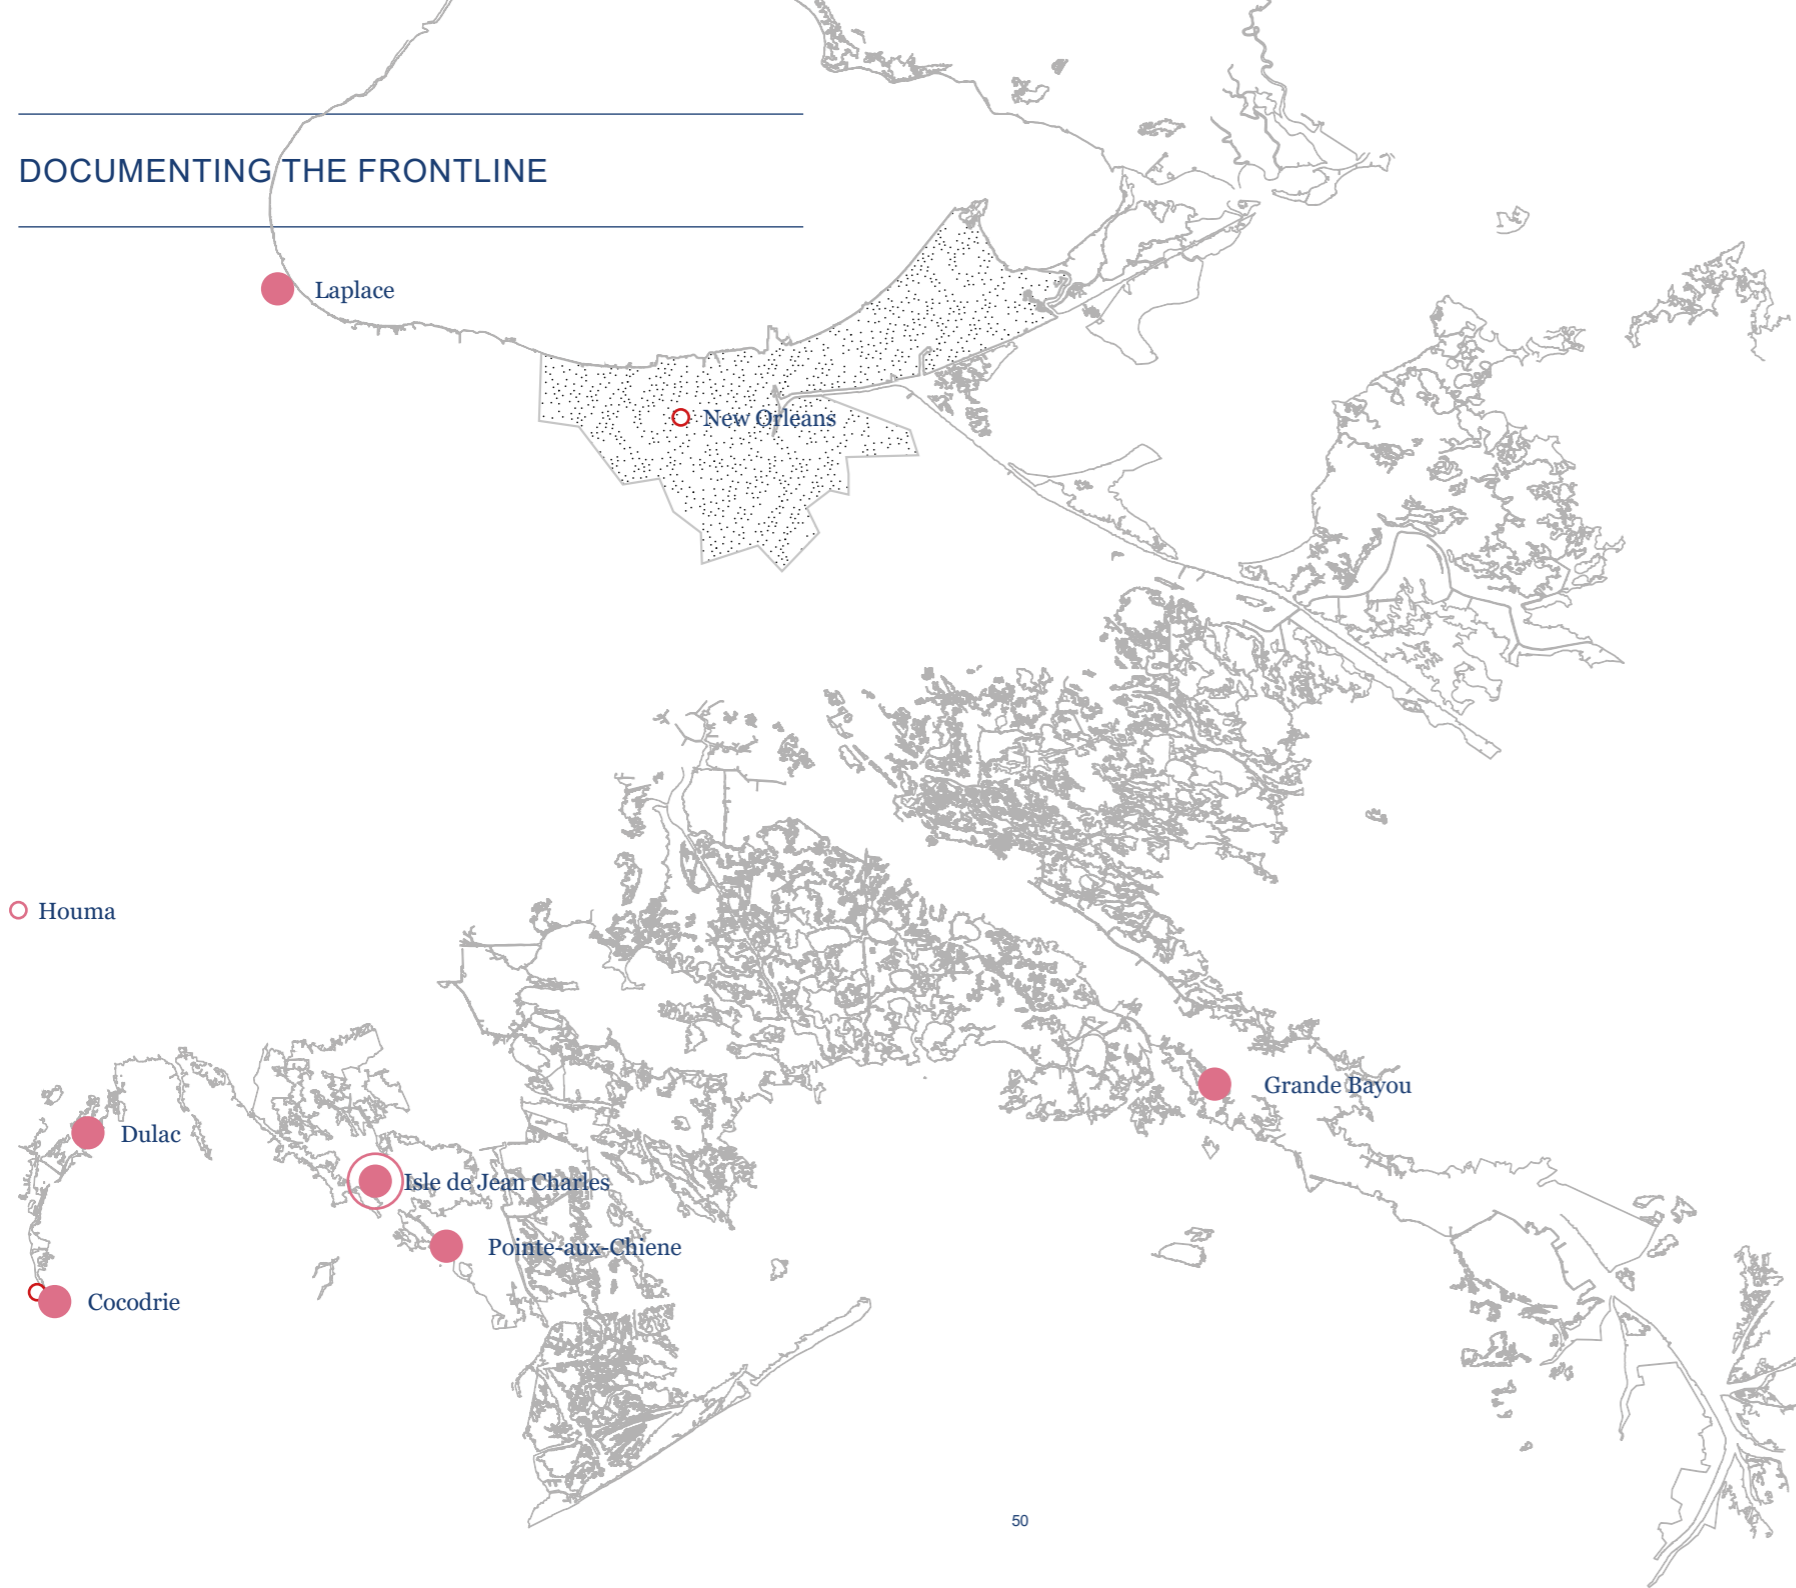 DOCUMENTING THE FRONTLINE
Laplace
New Orleans
Houma
Grande Bayou
Dulac
Isle de Jean Charles
Pointe-aux-Chiene
Cocodrie
50